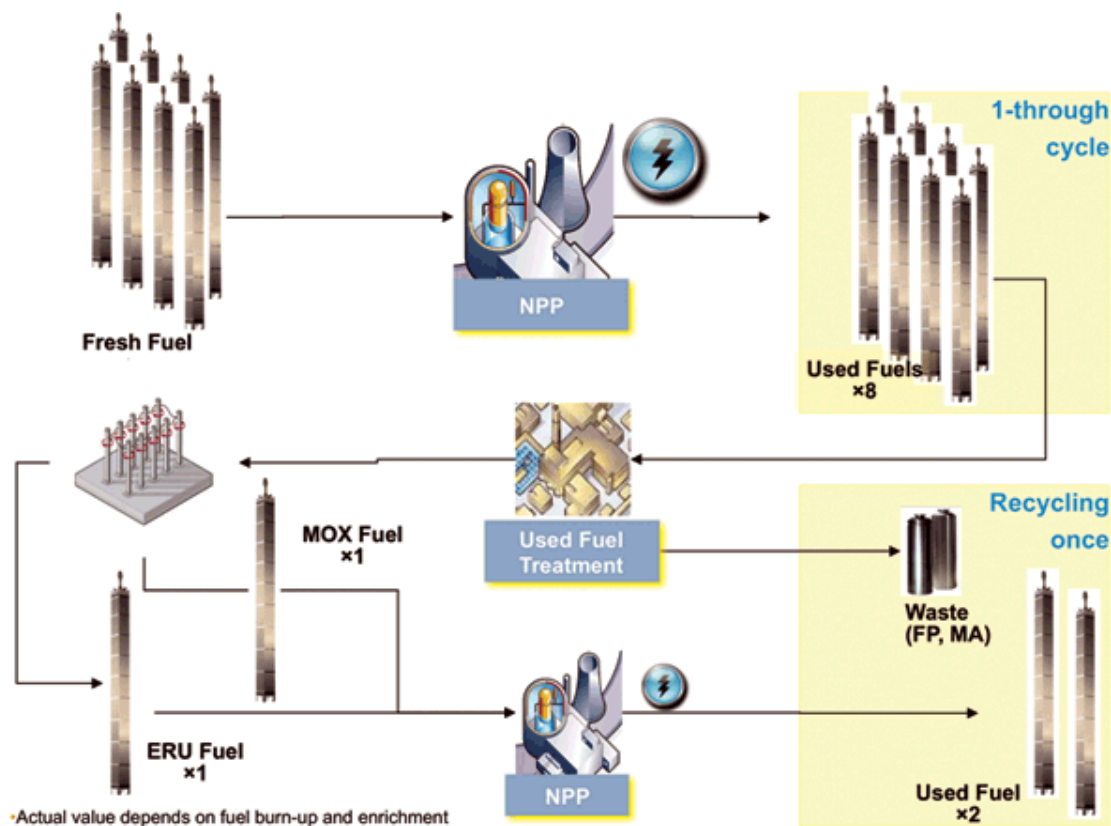 1-through
cycle
NPP
Fresh Fuel
Used Fuels
×8
MOX Fuel
×1
Used Fuel
Treatment
Recycling
once
Waste
(FP, MA)
ERU Fuel
×1
NPP
Used Fuel
×2
•Actual value depends on fuel burn-up and enrichment